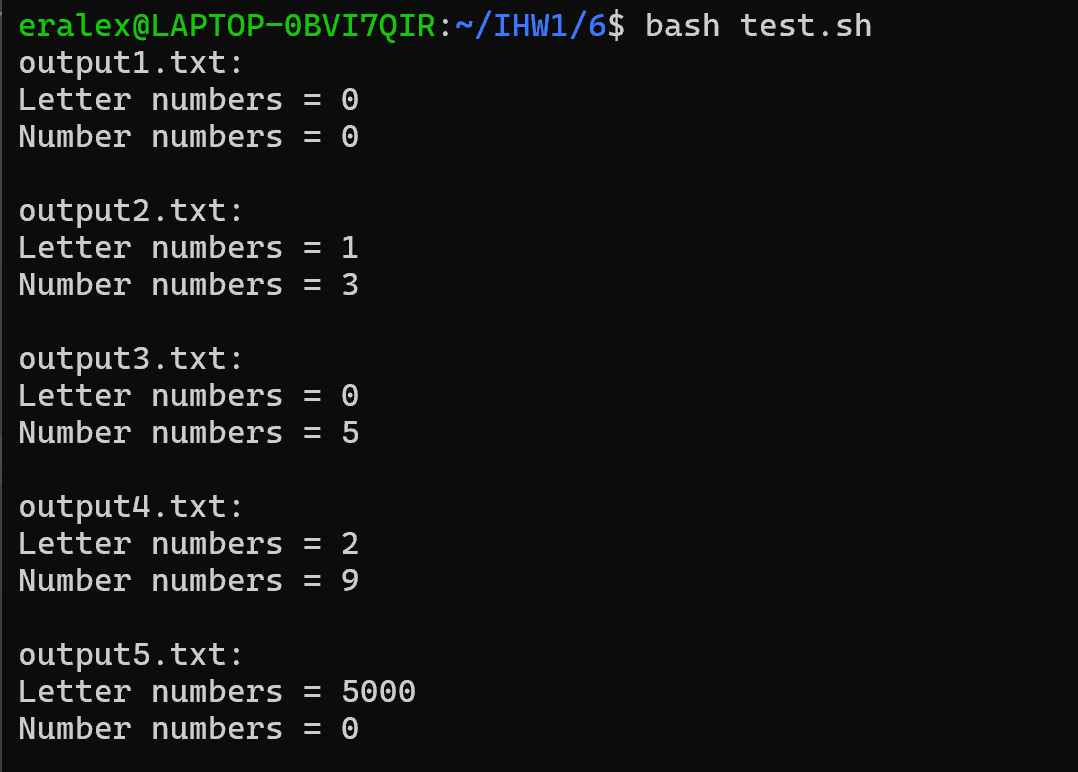 eralex@LAPTOP-0BVI7QIR:~/IHW1/6$ bash test.sh
output1.txt:
Letter numbers = 0
Number numbers = 0

output2.txt:
Letter numbers = 1
Number numbers = 3

output3.txt:
Letter numbers = 0
Number numbers = 5

output4.txt:
Letter numbers = 2
Number numbers = 9

output5.txt:
Letter numbers = 5000
Number numbers = 0